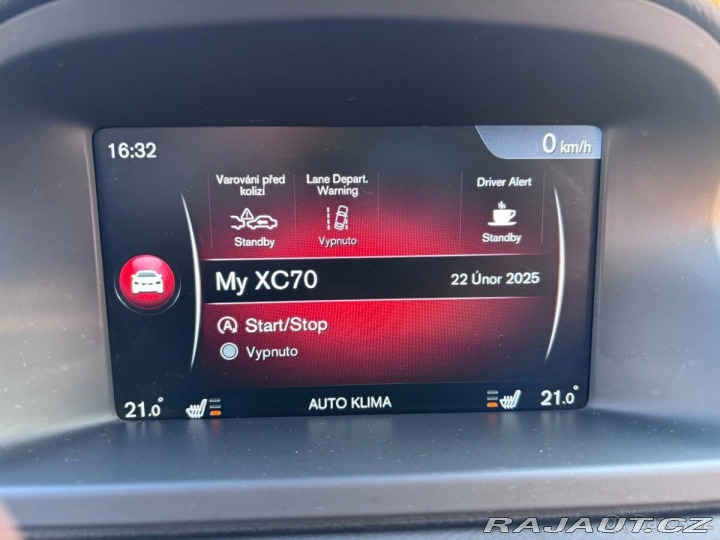 16:32
0 km/h
Varování před
kolizí
Standby
Lane Depart.
Warning
Vypnuto
Driver Alert
Standby
My XC70
22 Únor 2025
Start/Stop
Vypnuto
21.0°
AUTO KLIMA
21.0°
RAJAUT.CZ